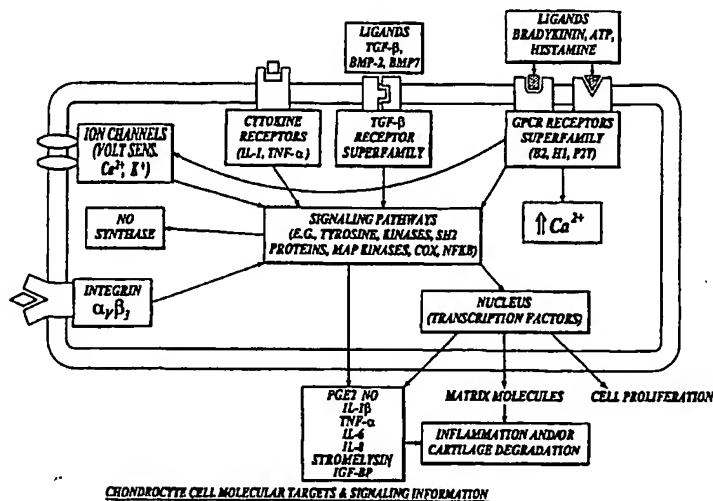 LIGANDS
TGF-β,
BMP-2, BMP7
LIGANDS
BRADYKININ, ATP,
HISTAMINE
ION CHANNELS
(VOLT SENS.
Ca²⁺, K⁺)
CYTOKINE
RECEPTORS
(IL-1, TNF-α)
TGF-β
RECEPTOR
SUPERFAMILY
GPCR RECEPTORS
SUPERFAMILY
(B2, H1, P2Y)
NO
SYNTHASE
SIGNALING PATHWAYS
(E.G., TYROSINE, KINASES, SH2
PROTEINS, MAP KINASES, COX, NFKB)
⇑Ca²⁺
INTEGRIN
αVβ3
NUCLEUS
(TRANSCRIPTION FACTORS)
PGE2 NO
IL-1β
TNF-α
IL-6
IL-8
STROMELYSIN
IGF-BP
MATRIX MOLECULES
CELL PROLIFERATION
INFLAMMATION AND/OR
CARTILAGE DEGRADATION
CHONDROCYTE CELL MOLECULAR TARGETS & SIGNALING INFORMATION